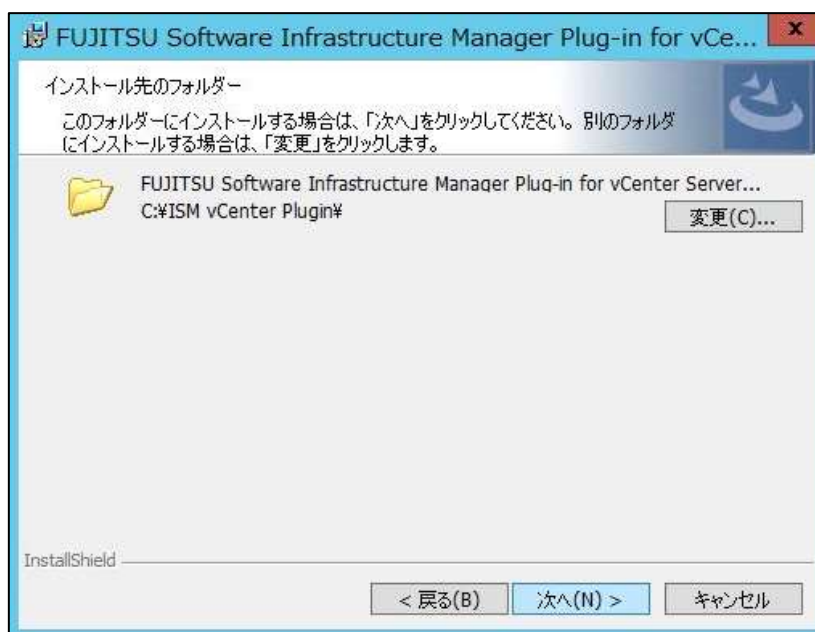 FUJITSU Software Infrastructure Manager Plug-in for vCe...
x
インストール先のフォルダー
このフォルダーにインストールする場合は、「次へ」をクリックしてください。別のフォルダ
にインストールする場合は、「変更」をクリックします。
FUJITSU Software Infrastructure Manager Plug-in for vCenter Server...
C:¥ISM vCenter Plugin¥
変更(C)...
InstallShield
< 戻る(B)
次へ(N) >
キャンセル